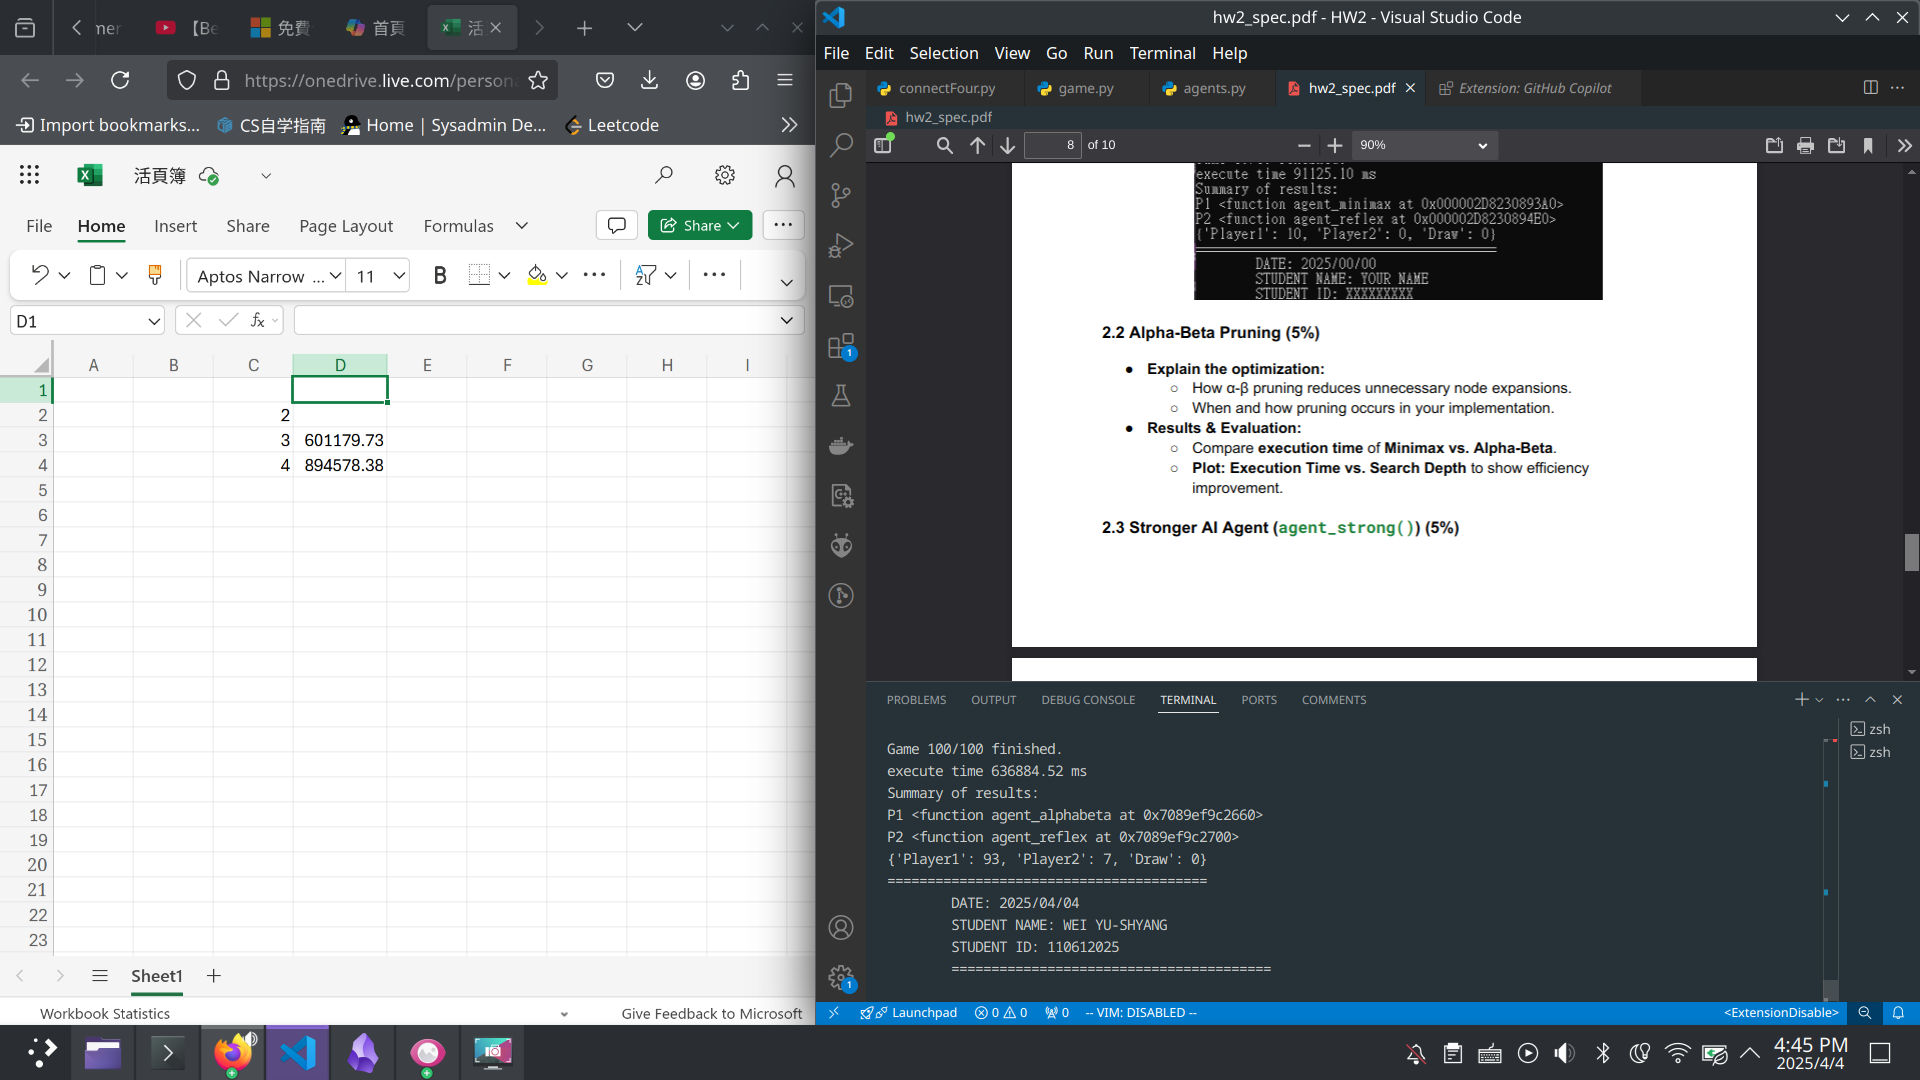 mer
【Be
免費
首頁
活
https://onedrive.live.com/person
Import bookmarks...
CS自学指南
Home | Sysadmin De...
Leetcode
活頁簿
File
Home
Insert
Share
Page Layout
Formulas
Share
Aptos Narrow ...
11
B
D1
fx
A B C D E F G H I
1
2 2
3 3 601179.73
4 4 894578.38
5
6
7
8
9
10
11
12
13
14
15
16
17
18
19
20
21
22
23
Sheet1
Workbook Statistics
Give Feedback to Microsoft
hw2_spec.pdf - HW2 - Visual Studio Code
File Edit Selection View Go Run Terminal Help
connectFour.py
game.py
agents.py
hw2_spec.pdf
Extension: GitHub Copilot
hw2_spec.pdf
8 of 10
90%
execute time 91125.10 ms
Summary of results:
P1 <function agent_minimax at 0x000002D8230893A0>
P2 <function agent_reflex at 0x000002D8230894E0>
{'Player1': 10, 'Player2': 0, 'Draw': 0}
DATE: 2025/00/00
STUDENT NAME: YOUR NAME
STUDENT ID: XXXXXXXXX
2.2 Alpha-Beta Pruning (5%)
● Explain the optimization:
○ How α-β pruning reduces unnecessary node expansions.
○ When and how pruning occurs in your implementation.
● Results & Evaluation:
○ Compare execution time of Minimax vs. Alpha-Beta.
○ Plot: Execution Time vs. Search Depth to show efficiency
improvement.
2.3 Stronger AI Agent (agent_strong()) (5%)
PROBLEMS OUTPUT DEBUG CONSOLE TERMINAL PORTS COMMENTS
zsh
zsh
Game 100/100 finished.
execute time 636884.52 ms
Summary of results:
P1 <function agent_alphabeta at 0x7089ef9c2660>
P2 <function agent_reflex at 0x7089ef9c2700>
{'Player1': 93, 'Player2': 7, 'Draw': 0}
========================================
DATE: 2025/04/04
STUDENT NAME: WEI YU-SHYANG
STUDENT ID: 110612025
========================================
1
1
Launchpad
0 0
0
-- VIM: DISABLED --
<ExtensionDisable>
4:45 PM
2025/4/4